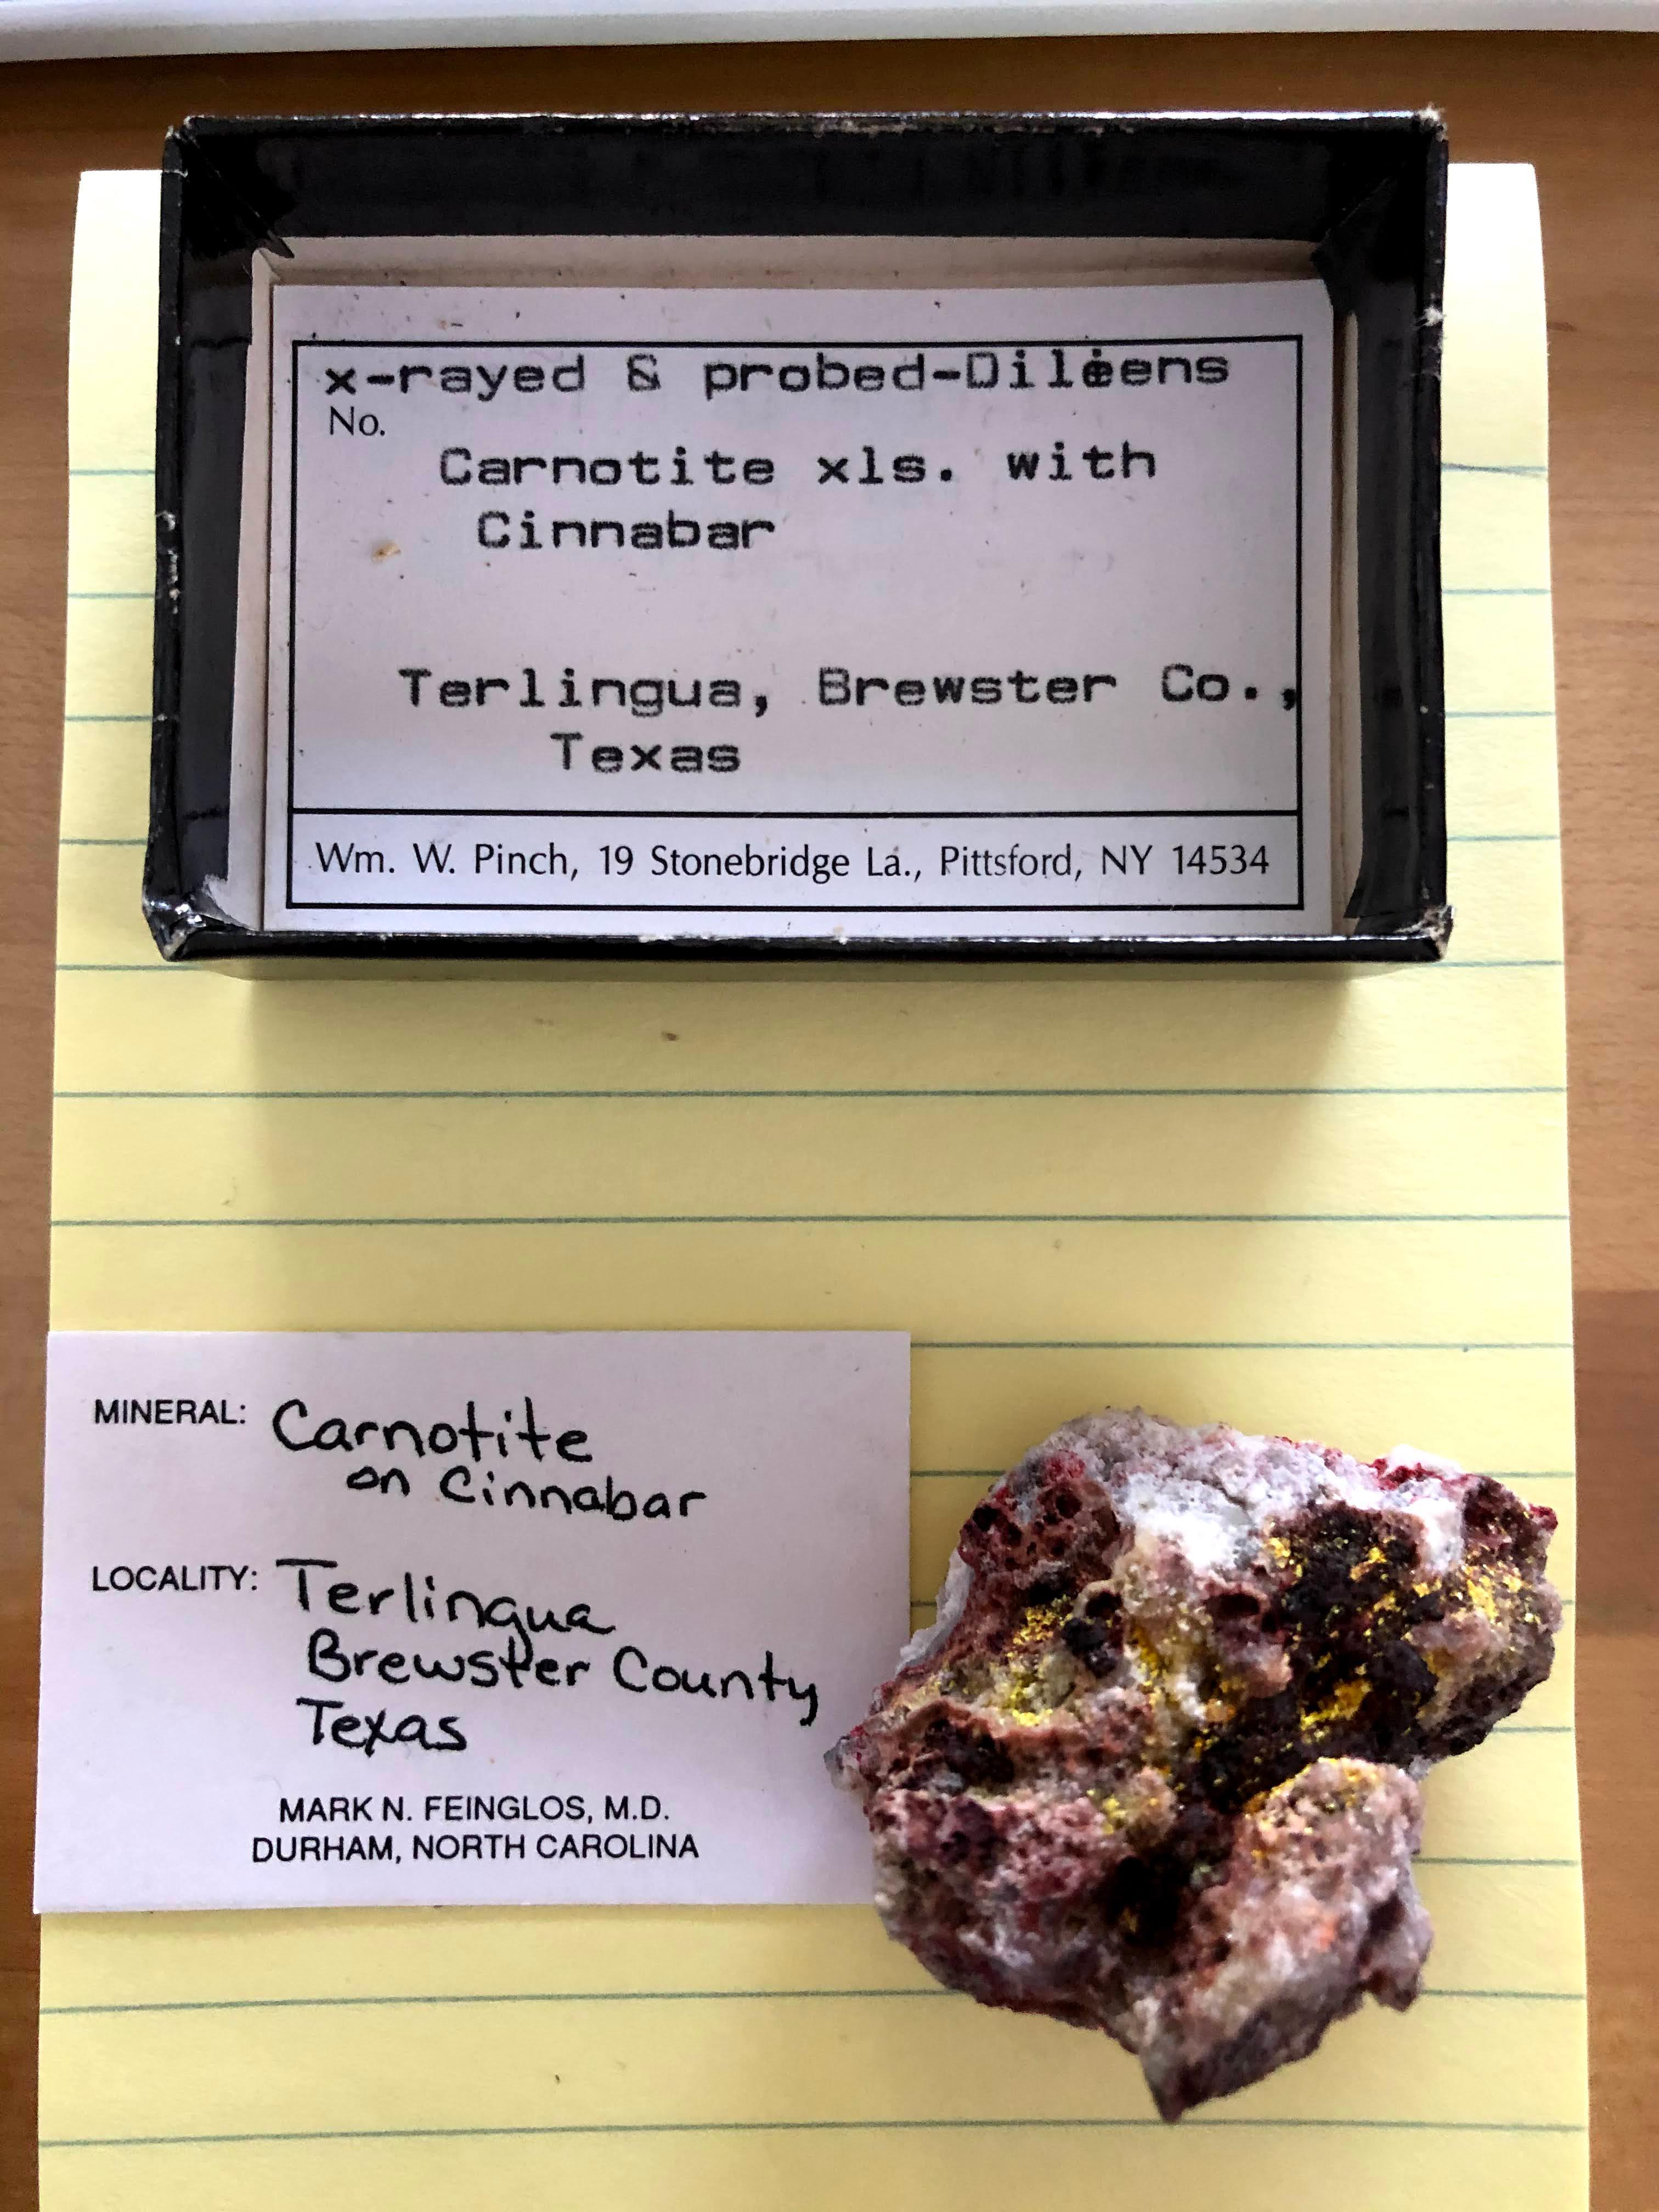 x-rayed & probed-Dileens
No.
Carnotite xls. with
Cinnabar
Terlingua, Brewster Co.,
Texas
Wm. W. Pinch, 19 Stonebridge La., Pittsford, NY 14534
MINERAL: Carnotite
on Cinnabar
LOCALITY: Terlingua
Brewster County
Texas
MARK N. FEINGLOS, M.D.
DURHAM, NORTH CAROLINA